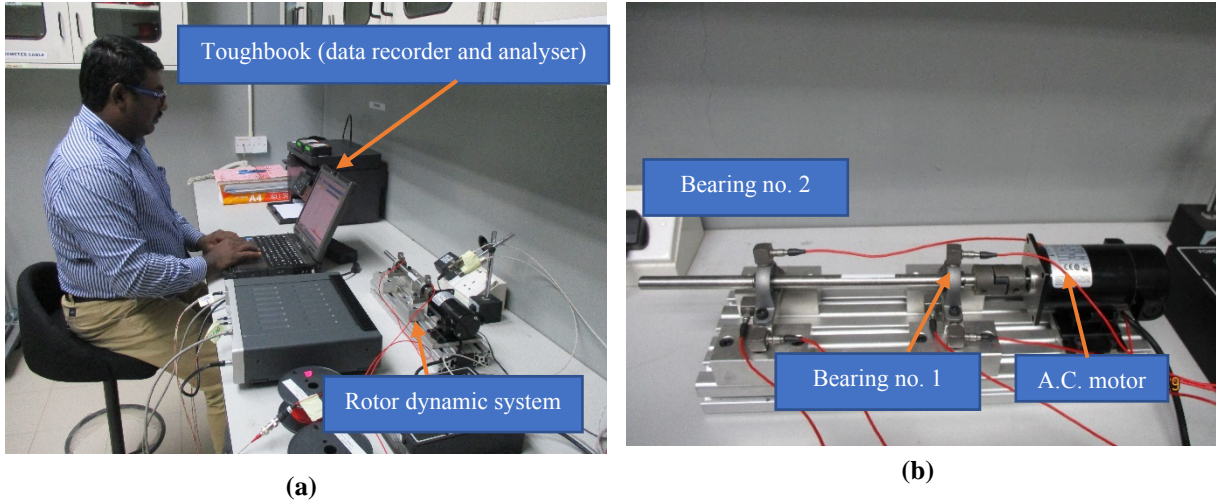 Toughbook (data recorder and analyser)
A4
Rotor dynamic system
(a)
Bearing no. 2
Bearing no. 1
A.C. motor
(b)